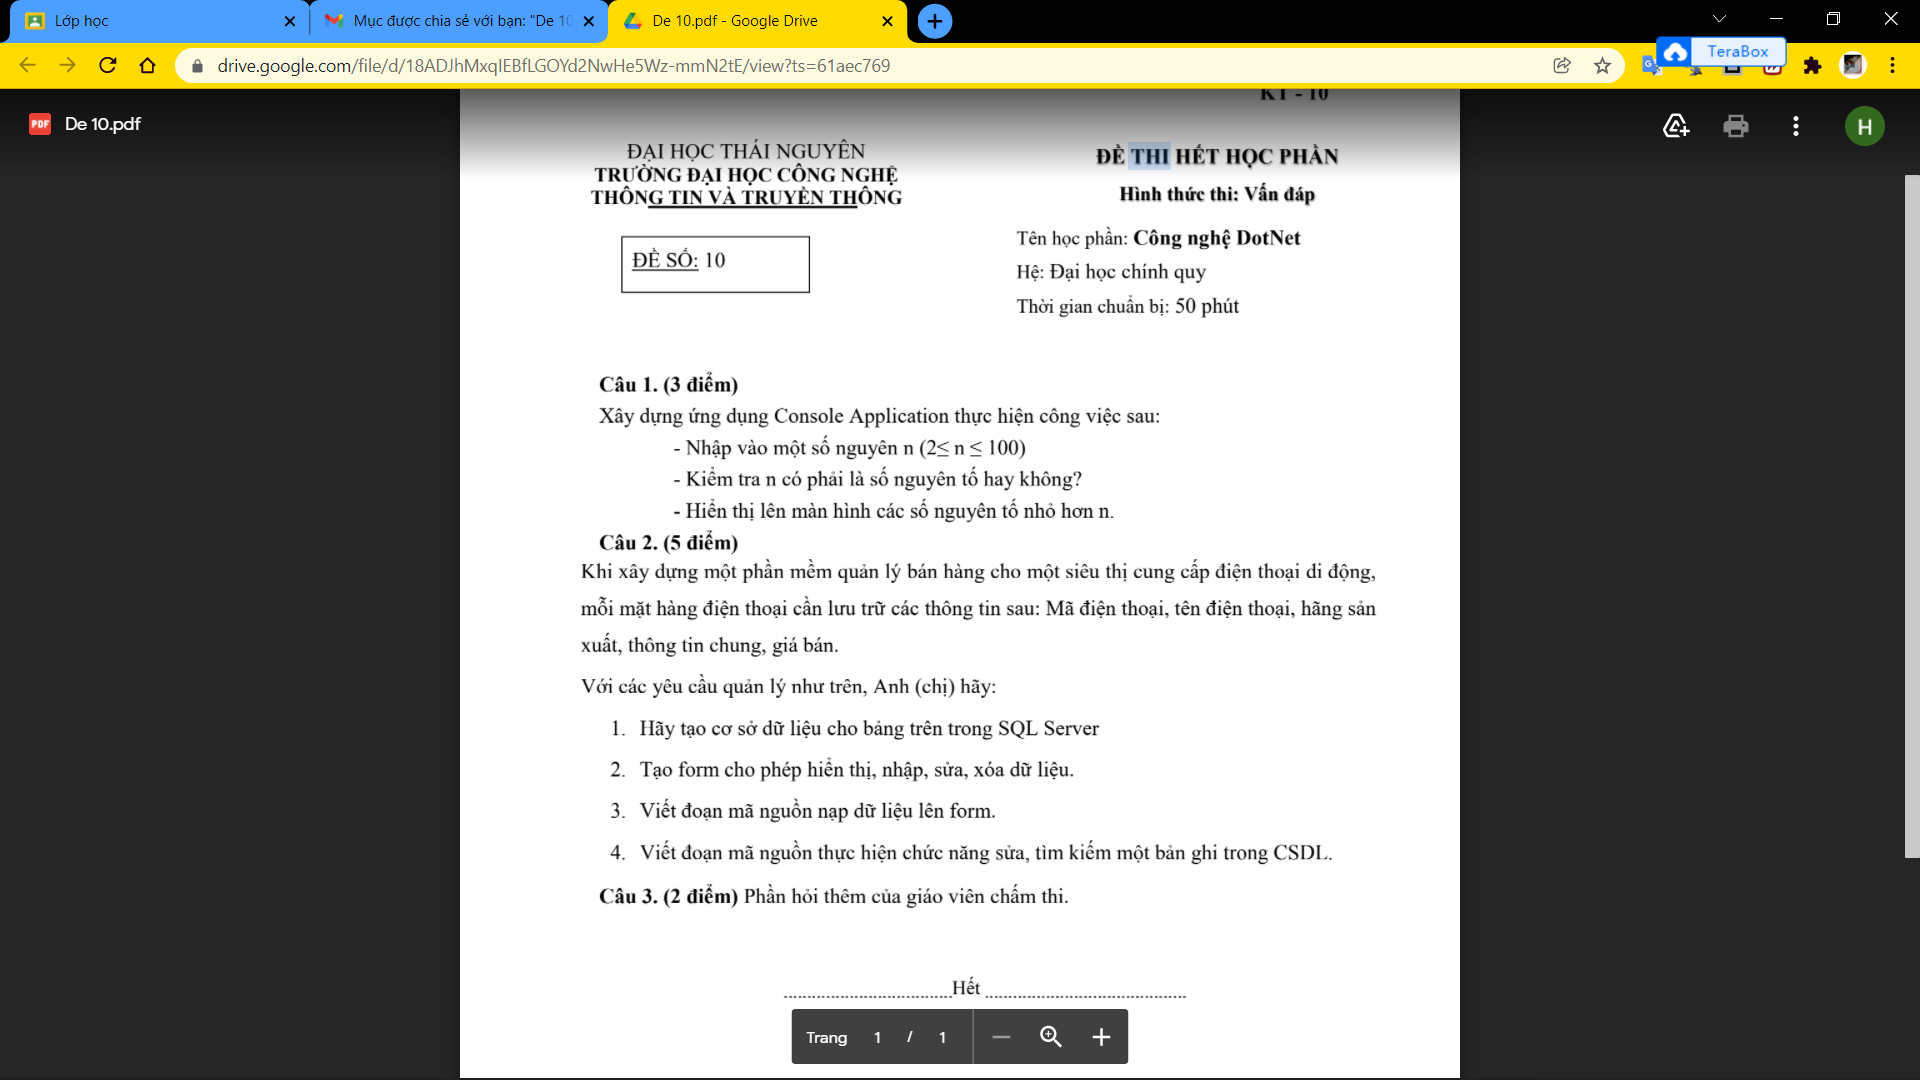 Lớp học
Mục được chia sẻ với bạn: "De 10
De 10.pdf - Google Drive
drive.google.com/file/d/18ADJhMxqIEBfLGOYd2NwHe5Wz-mmN2tE/view?ts=61aec769
TeraBox
PDF
De 10.pdf
H
KT - 10
ĐẠI HỌC THÁI NGUYÊN
TRƯỜNG ĐẠI HỌC CÔNG NGHỆ
THÔNG TIN VÀ TRUYỀN THÔNG
ĐỀ THI HẾT HỌC PHẦN
Hình thức thi: Vấn đáp
ĐỀ SỐ: 10
Tên học phần: Công nghệ DotNet
Hệ: Đại học chính quy
Thời gian chuẩn bị: 50 phút
Câu 1. (3 điểm)
Xây dựng ứng dụng Console Application thực hiện công việc sau:
- Nhập vào một số nguyên n (2≤ n ≤ 100)
- Kiểm tra n có phải là số nguyên tố hay không?
- Hiển thị lên màn hình các số nguyên tố nhỏ hơn n.
Câu 2. (5 điểm)
Khi xây dựng một phần mềm quản lý bán hàng cho một siêu thị cung cấp điện thoại di động,
mỗi mặt hàng điện thoại cần lưu trữ các thông tin sau: Mã điện thoại, tên điện thoại, hãng sản
xuất, thông tin chung, giá bán.
Với các yêu cầu quản lý như trên, Anh (chị) hãy:
1. Hãy tạo cơ sở dữ liệu cho bảng trên trong SQL Server
2. Tạo form cho phép hiển thị, nhập, sửa, xóa dữ liệu.
3. Viết đoạn mã nguồn nạp dữ liệu lên form.
4. Viết đoạn mã nguồn thực hiện chức năng sửa, tìm kiếm một bản ghi trong CSDL.
Câu 3. (2 điểm) Phần hỏi thêm của giáo viên chấm thi.
Hết
Trang 1 / 1